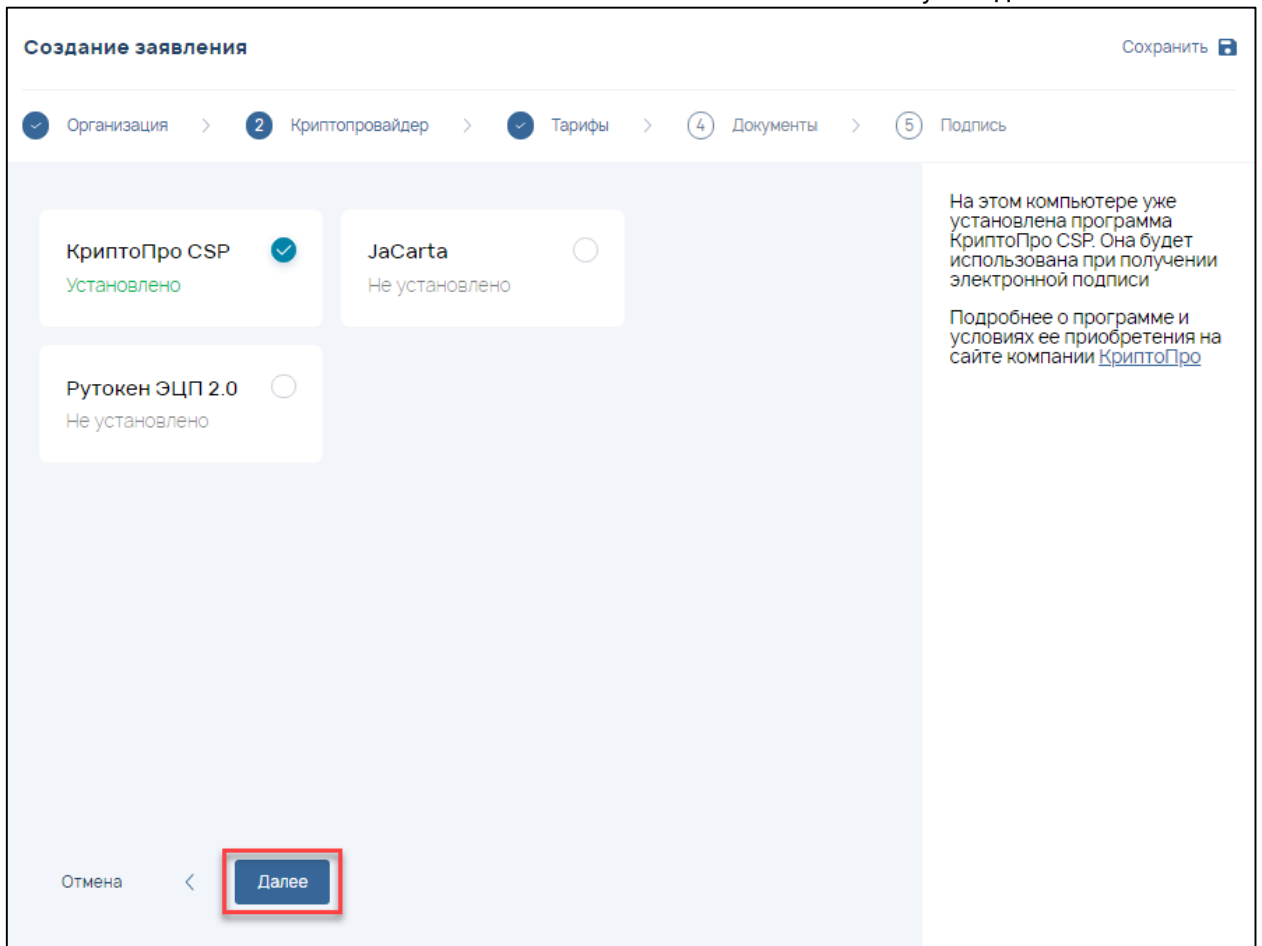 Создание заявления
Сохранить
Организация > 2 Криптопровайдер > Тарифы > 4 Документы > 5 Подпись
КриптоПро CSP
Установлено
JaCarta
Не установлено
Рутокен ЭЦП 2.0
Не установлено
На этом компьютере уже
установлена программа
КриптоПро CSP. Она будет
использована при получении
электронной подписи
Подробнее о программе и
условиях ее приобретения на
сайте компании КриптоПро
Отмена < Далее